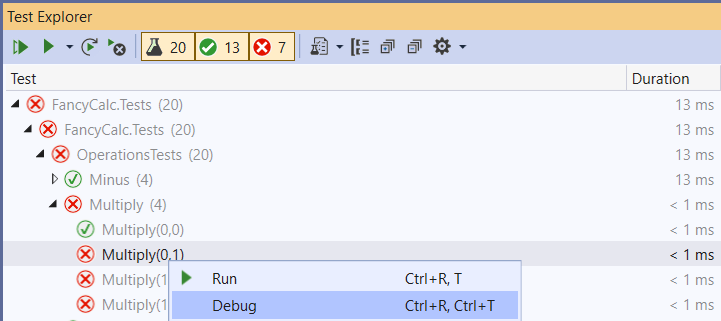 Test Explorer
20 13 7
Test Duration
FancyCalc.Tests (20) 13 ms
FancyCalc.Tests (20) 13 ms
OperationsTests (20) 13 ms
Minus (4) 13 ms
Multiply (4) < 1 ms
Multiply(0,0) < 1 ms
Multiply(0,1) < 1 ms
Multiply(1 < 1 ms
Run Ctrl+R, T
Multiply(1 < 1 ms
Debug Ctrl+R, Ctrl+T